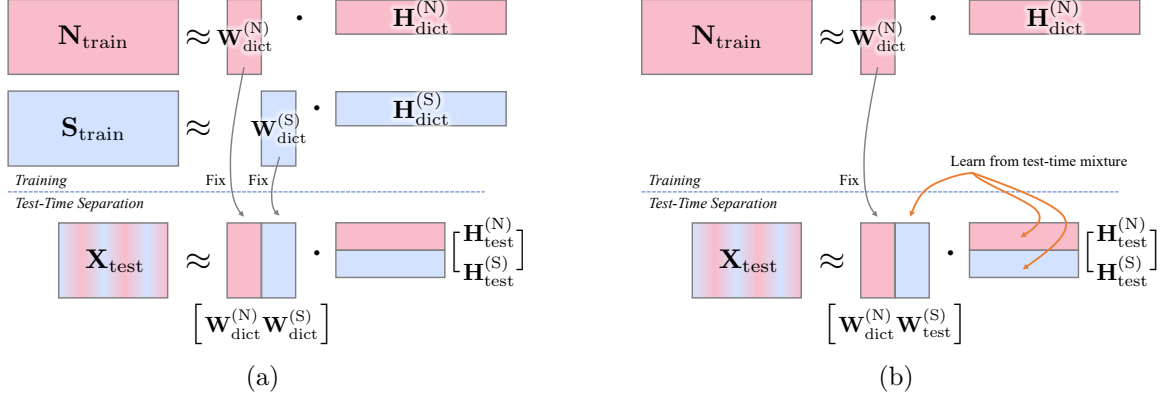 N_train ≈ W_dict^(N) · H_dict^(N)
S_train ≈ W_dict^(S) · H_dict^(S)
Fix Fix
Training
Test-Time Separation
X_test ≈ · [H_test^(N) H_test^(S)]
[W_dict^(N) W_dict^(S)]
(a)
N_train ≈ W_dict^(N) · H_dict^(N)
Learn from test-time mixture
Fix
Training
Test-Time Separation
X_test ≈ · [H_test^(N) H_test^(S)]
[W_dict^(N) W_test^(S)]
(b)